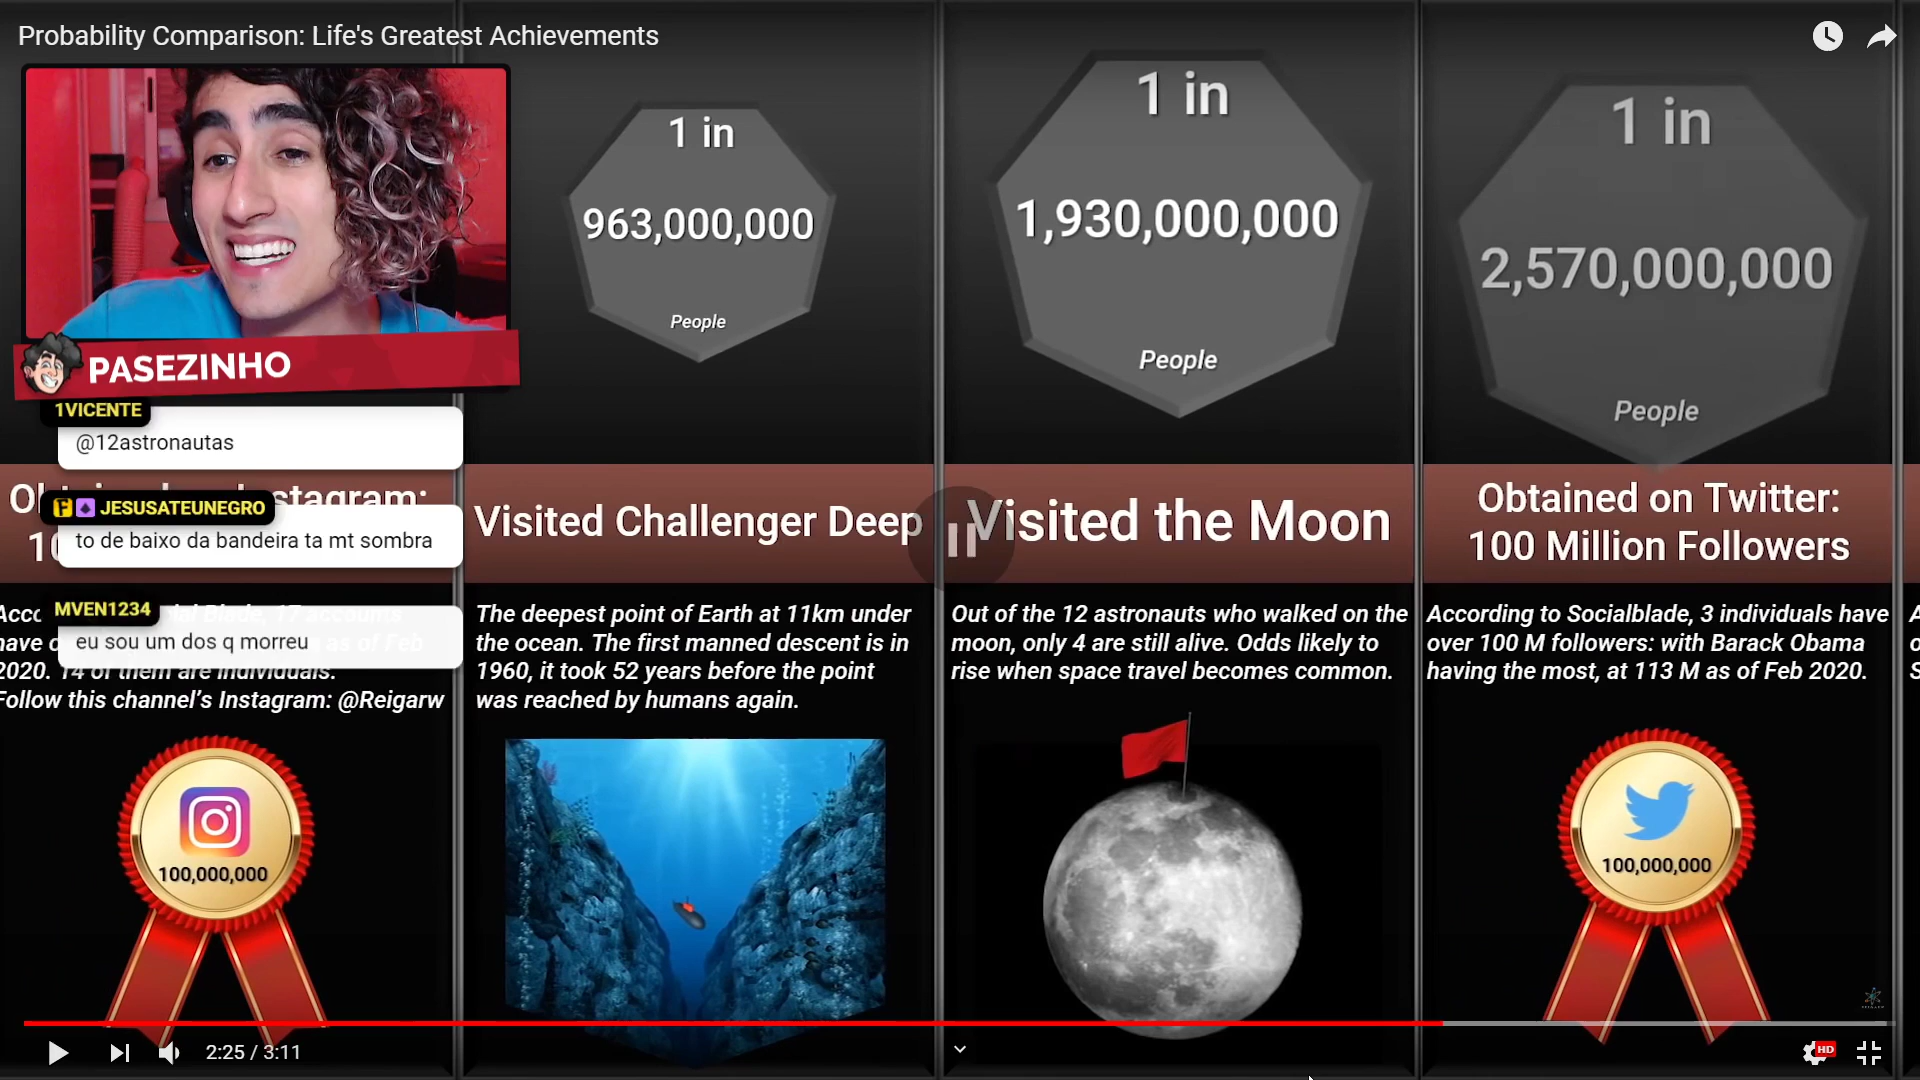 Probability Comparison: Life's Greatest Achievements
PASEZINHO
1VICENTE
@12astronautas
JESUSATEUNEGRO
to de baixo da bandeira ta mt sombra
MVEN1234
eu sou um dos q morreu
Instagram:
2020. 14 of them are individuals.
Follow this channel's Instagram: @Reigarw
100,000,000
1 in
963,000,000
People
Visited Challenger Deep
The deepest point of Earth at 11km under
the ocean. The first manned descent is in
1960, it took 52 years before the point
was reached by humans again.
1 in
1,930,000,000
People
Visited the Moon
Out of the 12 astronauts who walked on the
moon, only 4 are still alive. Odds likely to
rise when space travel becomes common.
1 in
2,570,000,000
People
Obtained on Twitter:
100 Million Followers
According to Socialblade, 3 individuals have
over 100 M followers: with Barack Obama
having the most, at 113 M as of Feb 2020.
100,000,000
2:25 / 3:11
HD